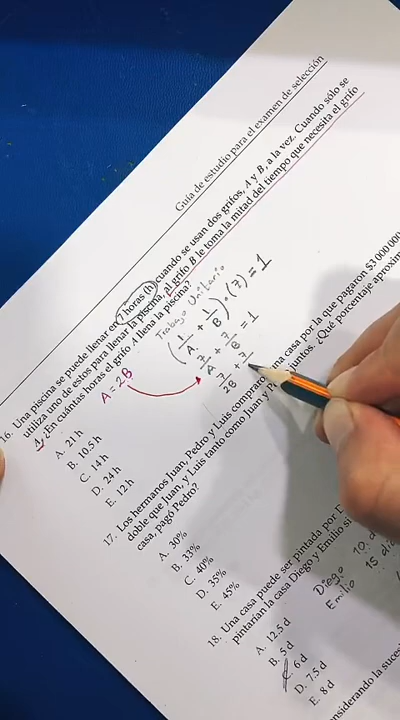 Guía de estudio para el examen de selección
16. Una piscina se puede llenar en 7 horas (h) cuando se usan dos grifos, A y B, a la vez. Cuando sólo se
utiliza uno de estos para llenar la piscina, al grifo B le toma la mitad del tiempo que necesita el grifo
A. ¿En cuántas horas el grifo A llena la piscina?
A. 21 h
B. 10.5 h
C. 14 h
D. 24 h
E. 12 h
A = 2B
Trabajo Unitario
(1/A + 1/B) · (7) = 1
7/A + 7/B = 1
7/2B + 7
17. Los hermanos Juan, Pedro y Luis compraron una casa por la que pagaron $3 000 000
doble que Juan, y Luis tanto como Juan y Pedro juntos. ¿Qué porcentaje aproxim
casa, pagó Pedro?
A. 30%
B. 33%
C. 40%
D. 35%
E. 45%
18. Una casa puede ser pintada por D
pintarían la casa Diego y Emilio si
A. 12.5 d
B. 5 d
C. 6 d
D. 7.5 d
E. 8 d
Diego 10 d
Emilio 15 día
nsiderando la suces